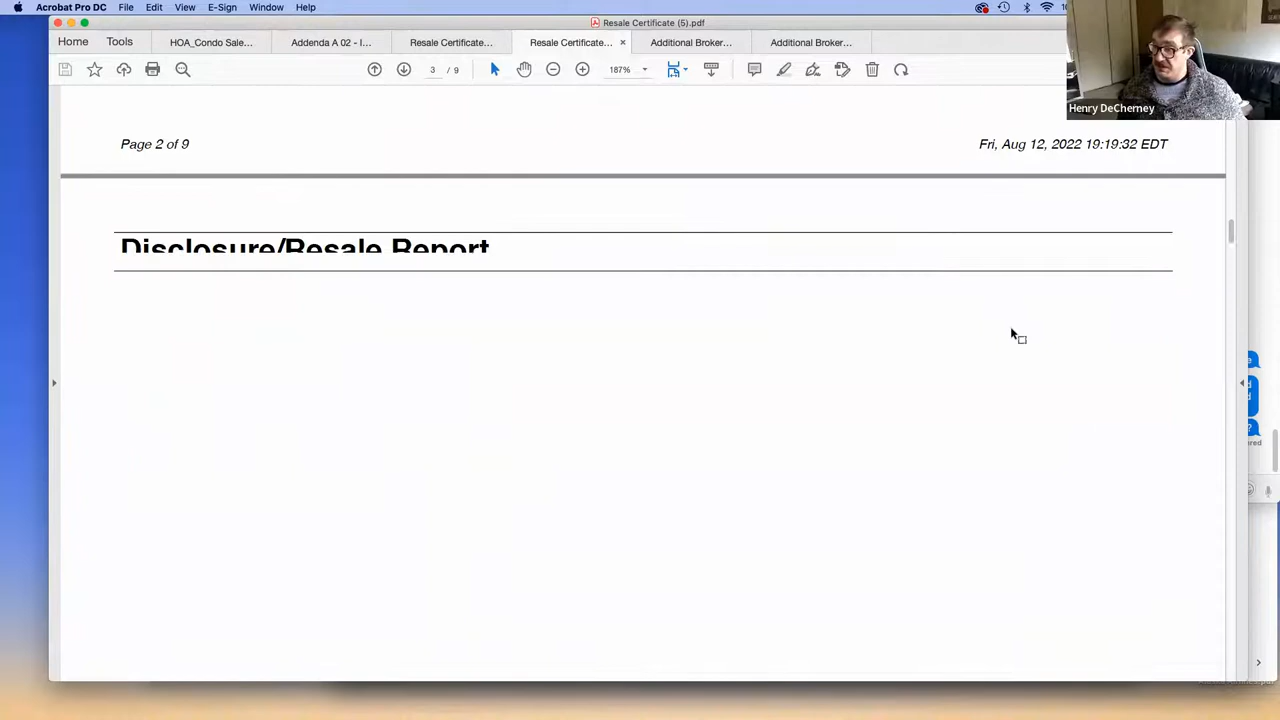 Acrobat Pro DC File Edit View E-Sign Window Help
Resale Certificate (5).pdf
Home Tools HOA_Condo Sale... Addenda A 02 - I... Resale Certificate... Resale Certificate... × Additional Broker... Additional Broker...
3 / 9 187%
Henry DeCherney
Page 2 of 9 Fri, Aug 12, 2022 19:19:32 EDT
Disclosure/Resale Report